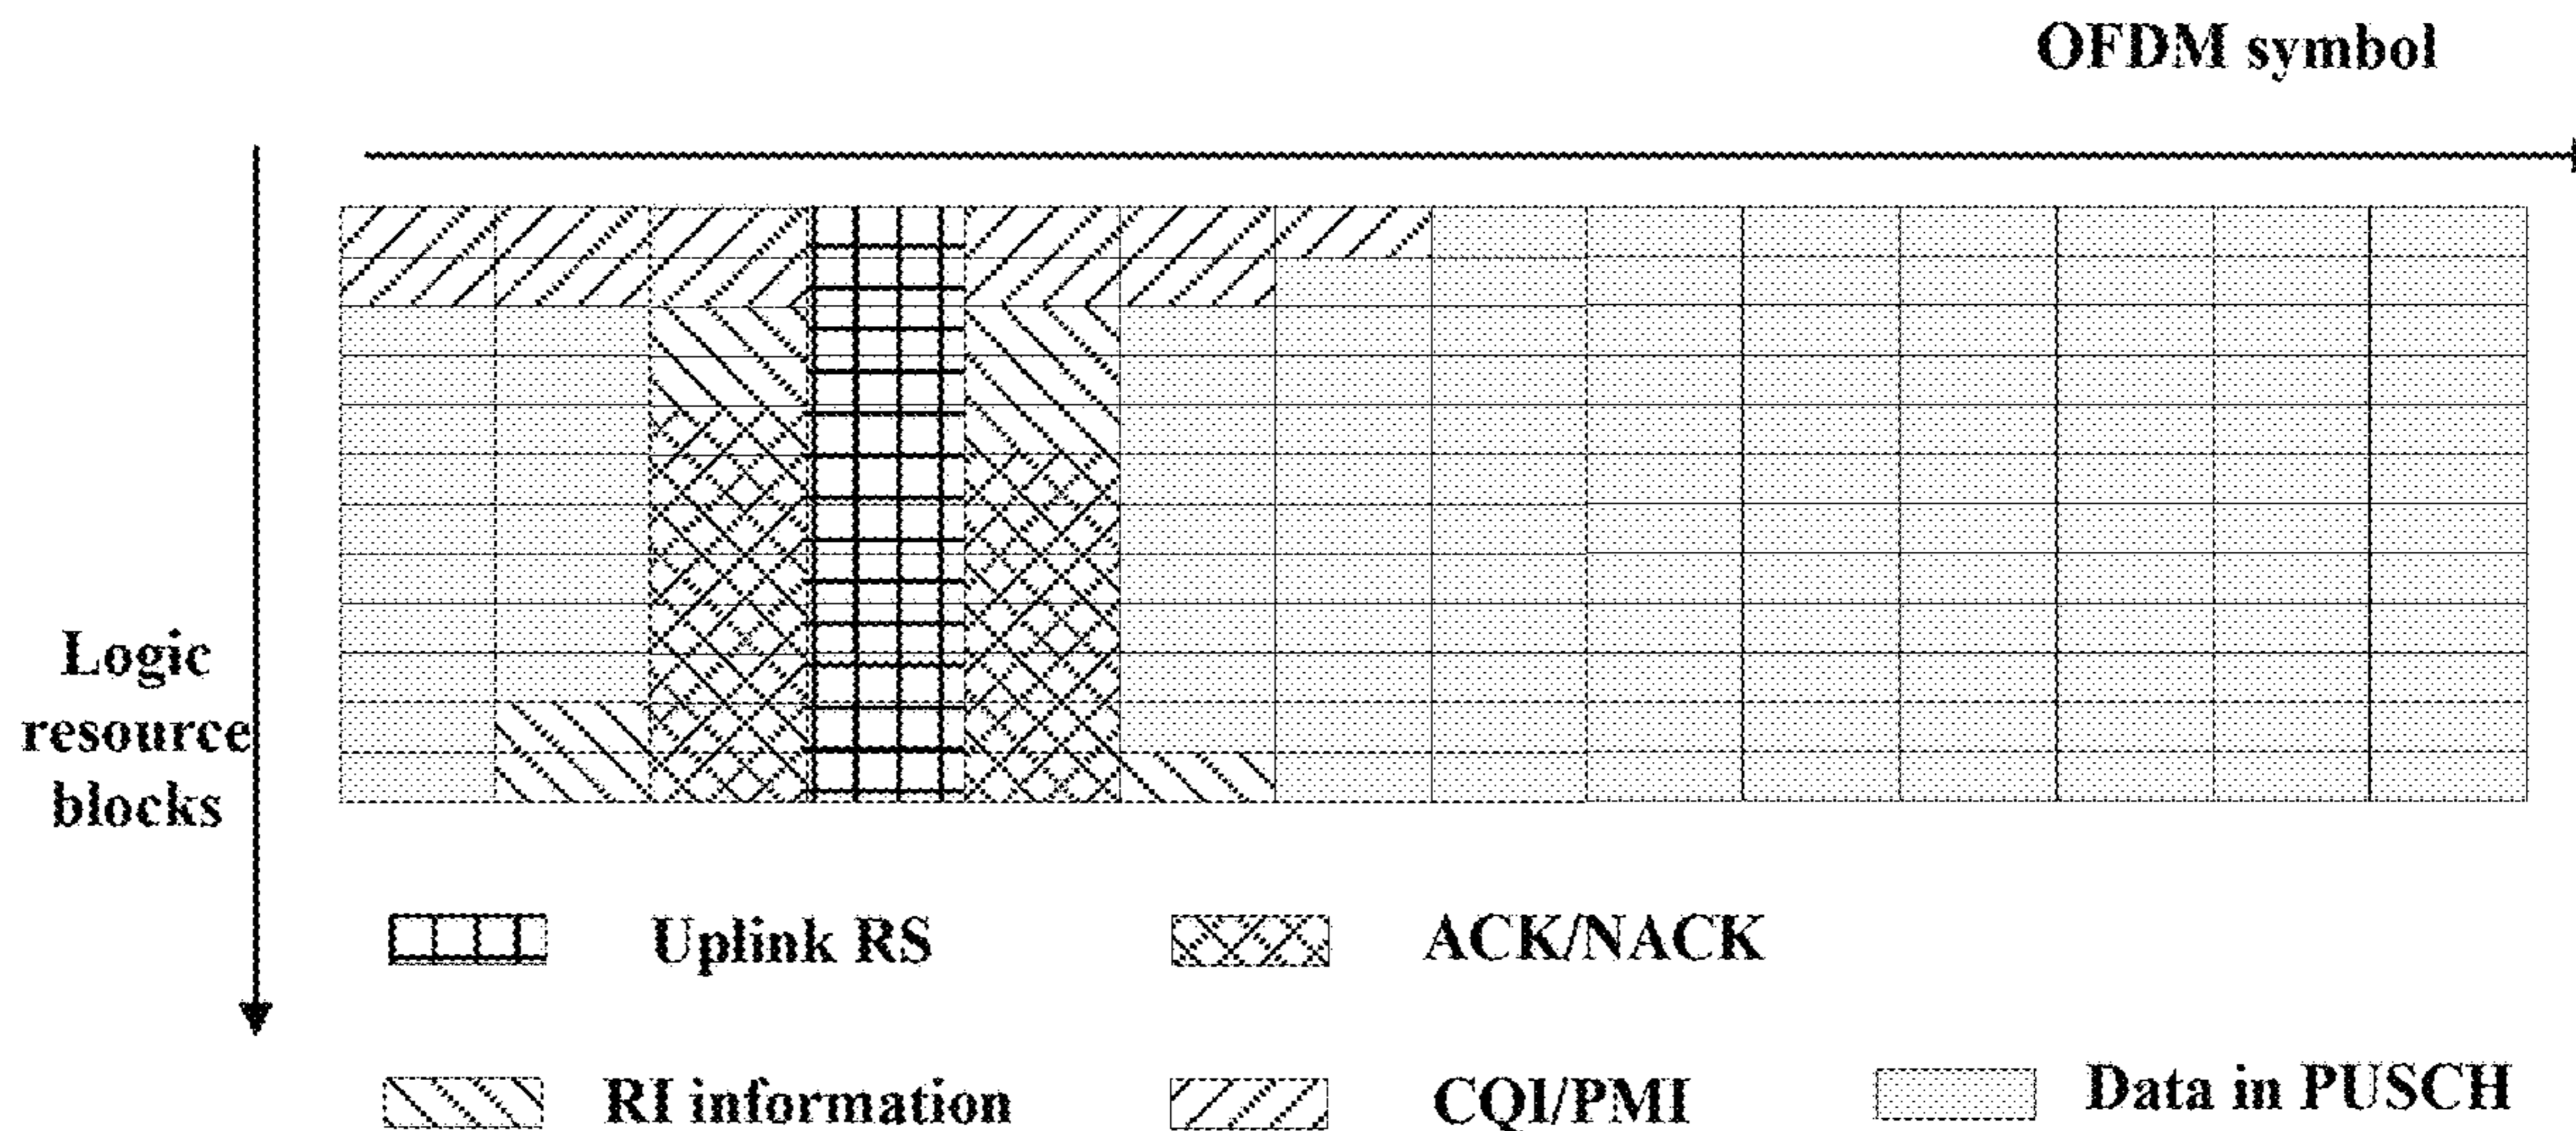 OFDM symbol
Logic
resource
blocks
Uplink RS
ACK/NACK
RI information
CQI/PMI
Data in PUSCH